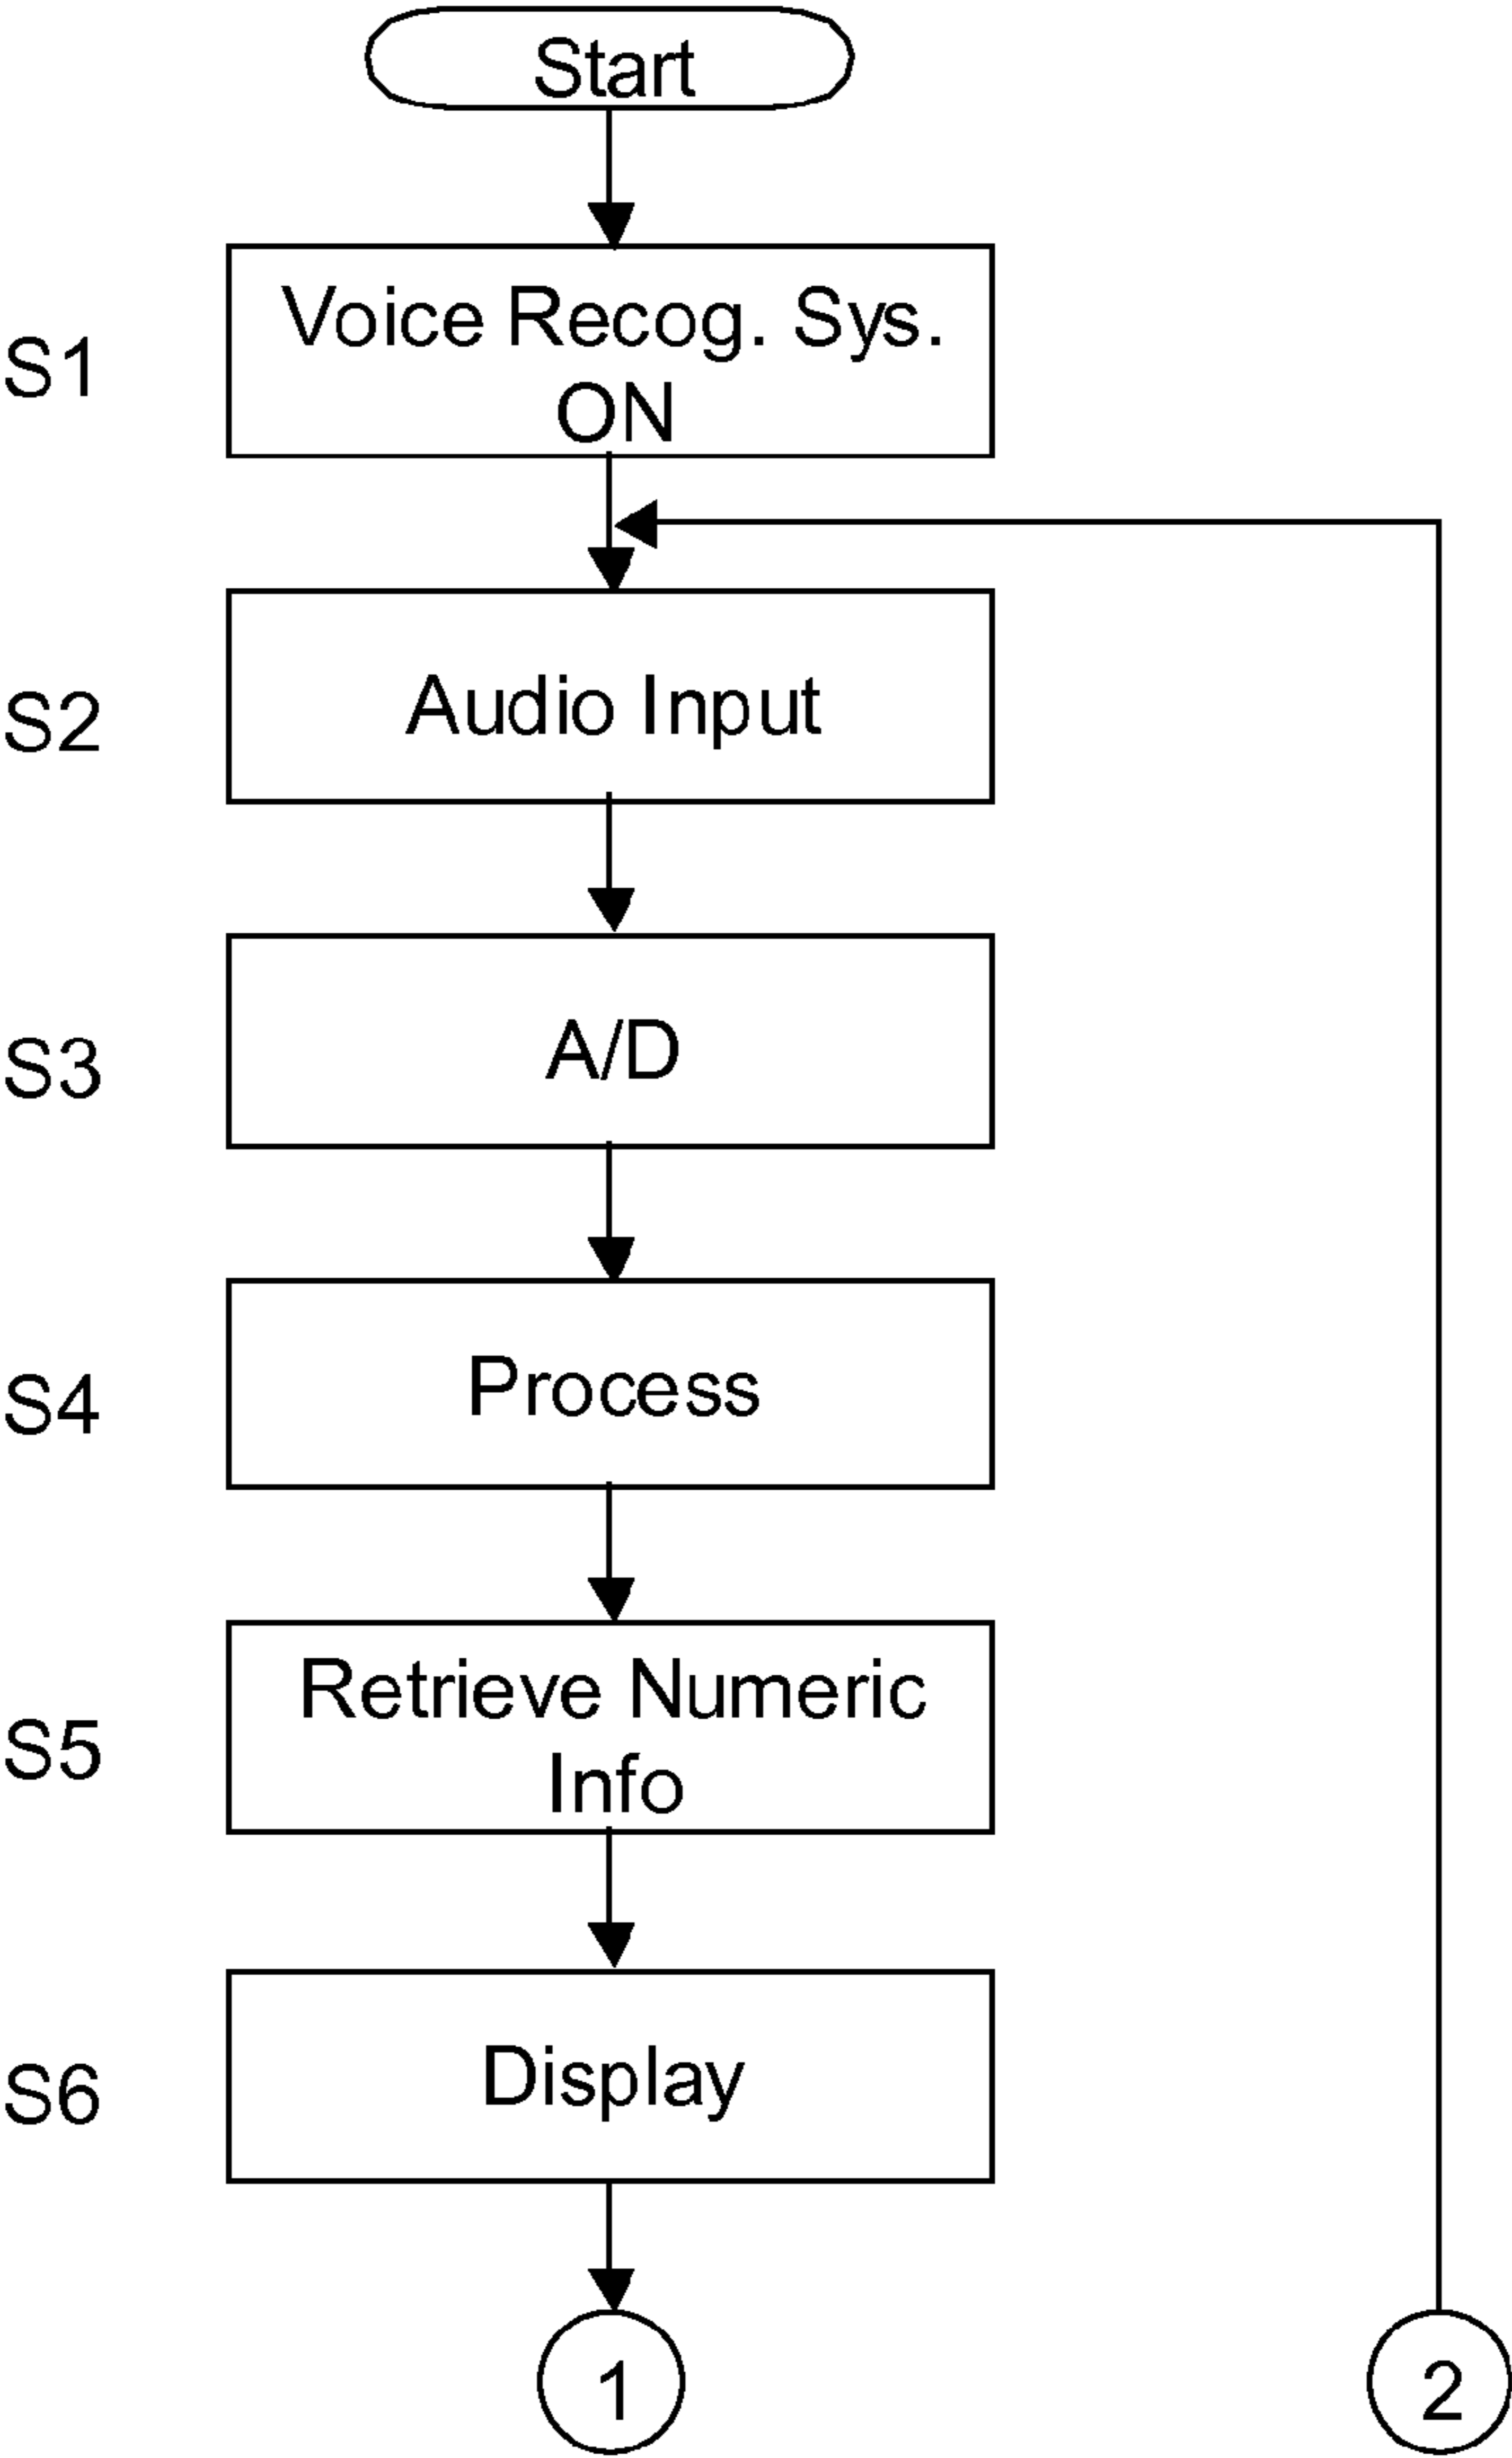 Start
S1
Voice Recog. Sys.
ON
S2
Audio Input
S3
A/D
S4
Process
S5
Retrieve Numeric
Info
S6
Display
1
2